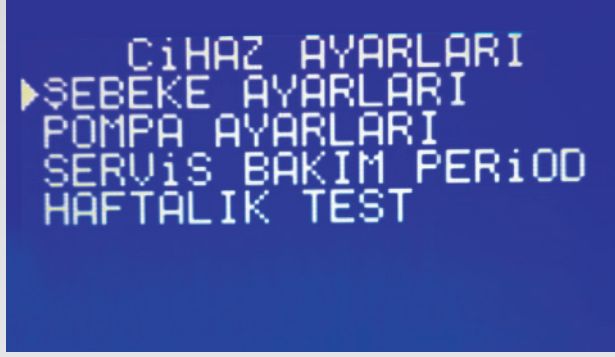 CiHAZ AYARLARI
ŞEBEKE AYARLARI
POMPA AYARLARI
SERViS BAKIM PERiOD
HAFTALIK TEST